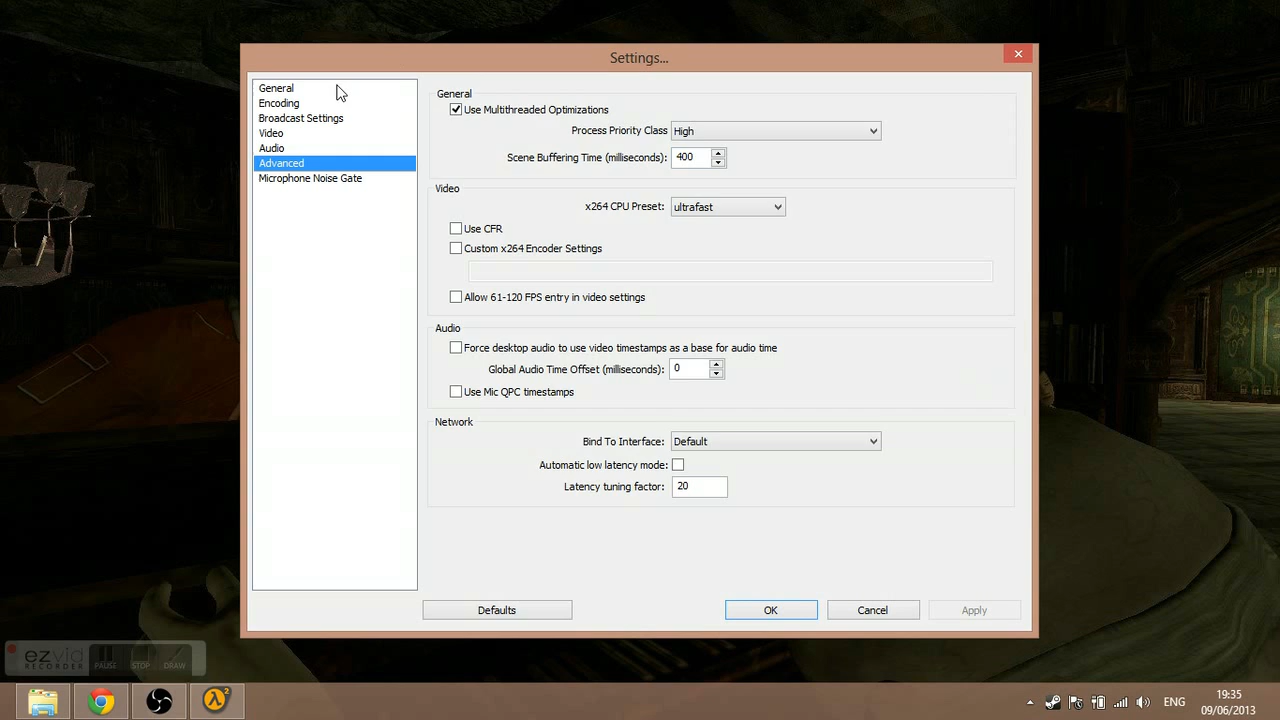 Settings...
General
Encoding
Broadcast Settings
Video
Audio
Advanced
Microphone Noise Gate
General
Use Multithreaded Optimizations
Process Priority Class High
Scene Buffering Time (milliseconds): 400
Video
x264 CPU Preset: ultrafast
Use CFR
Custom x264 Encoder Settings
Allow 61-120 FPS entry in video settings
Audio
Force desktop audio to use video timestamps as a base for audio time
Global Audio Time Offset (milliseconds): 0
Use Mic QPC timestamps
Network
Bind To Interface: Default
Automatic low latency mode:
Latency tuning factor: 20
Defaults
OK
Cancel
Apply
ezvid
RECORDER
PAUSE
STOP
DRAW
2
ENG
19:35
09/06/2013